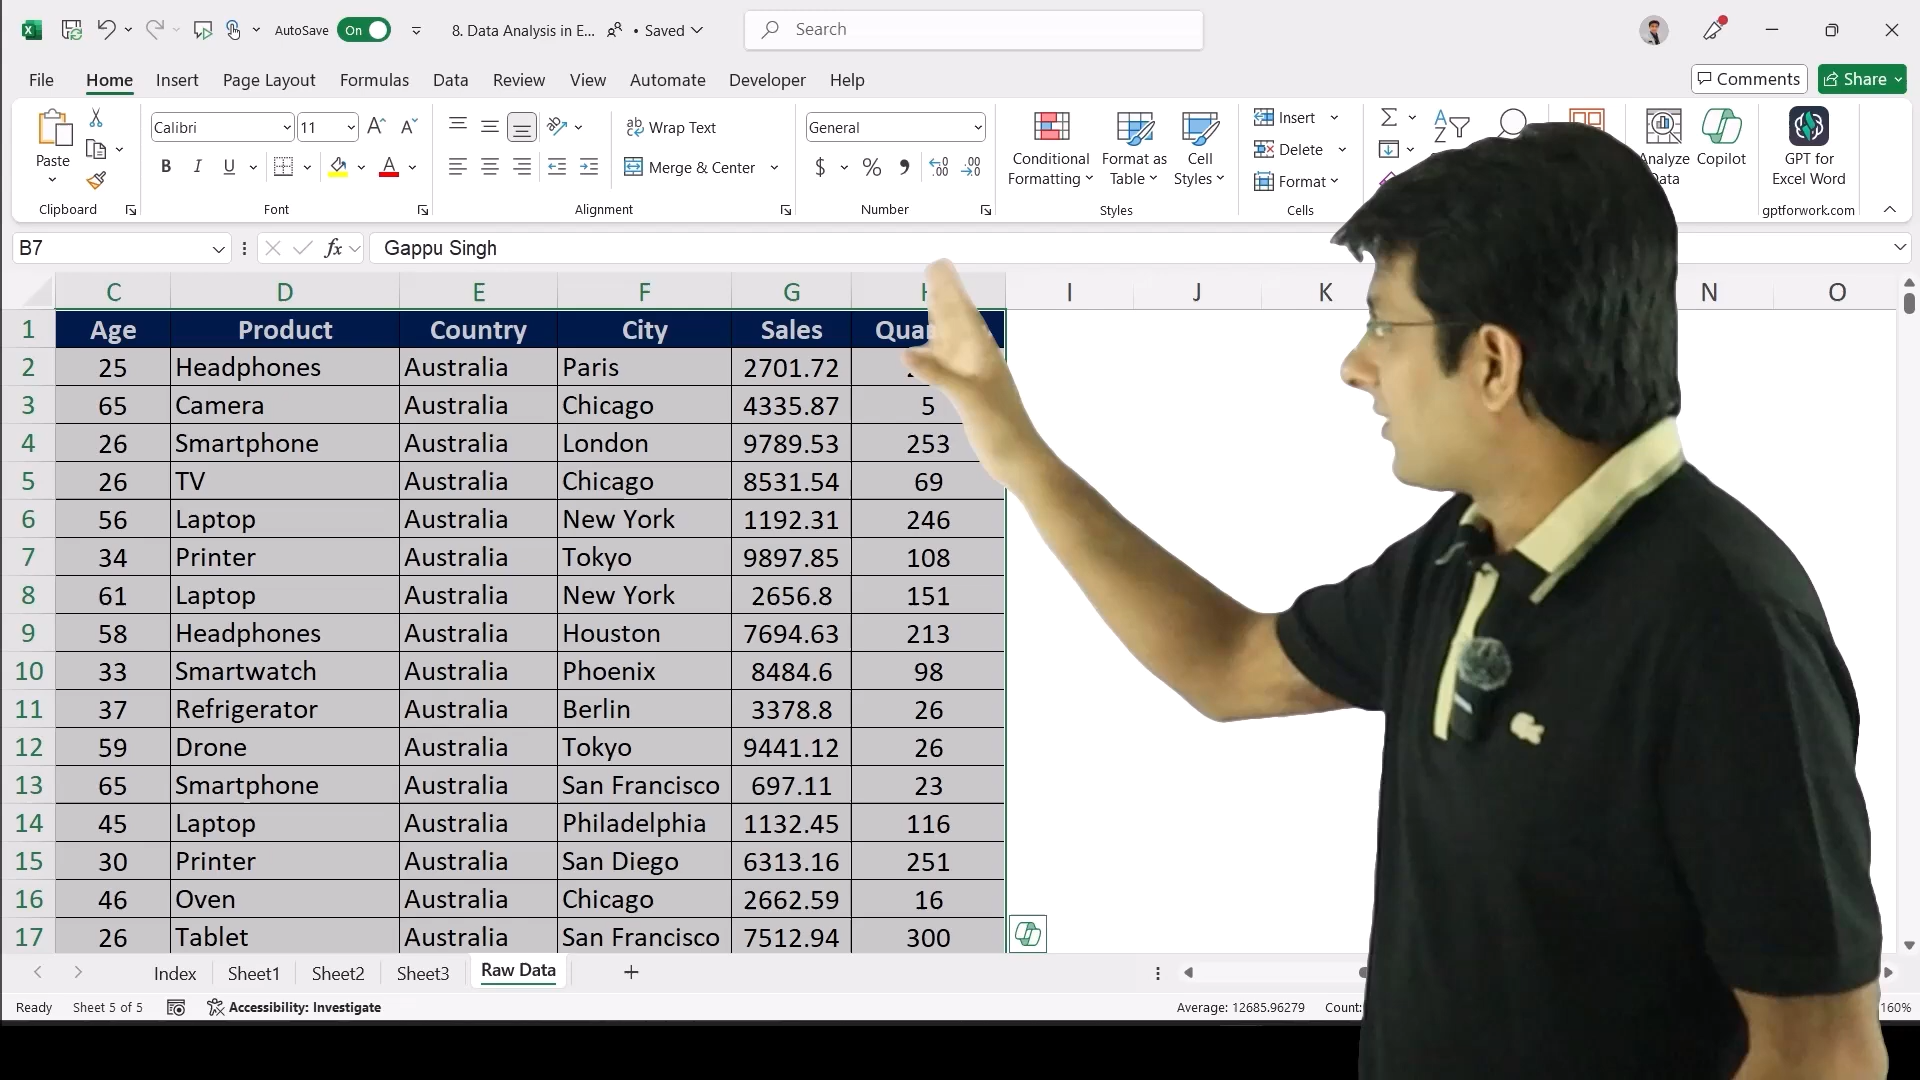 AutoSave On 8. Data Analysis in E... • Saved Search
File Home Insert Page Layout Formulas Data Review View Automate Developer Help Comments Share
Paste
Clipboard
Calibri 11
B I U A
Font
Wrap Text
Merge & Center
Alignment
General
$ %
Number
Conditional Formatting
Format as Table
Cell Styles
Styles
Insert
Delete
Format
Cells
Analyze
Copilot
GPT for Excel Word
gptforwork.com
B7 fx Gappu Singh
C D E F G I J K N O
1 Age Product Country City Sales
2 25 Headphones Australia Paris 2701.72
3 65 Camera Australia Chicago 4335.87 5
4 26 Smartphone Australia London 9789.53 253
5 26 TV Australia Chicago 8531.54 69
6 56 Laptop Australia New York 1192.31 246
7 34 Printer Australia Tokyo 9897.85 108
8 61 Laptop Australia New York 2656.8 151
9 58 Headphones Australia Houston 7694.63 213
10 33 Smartwatch Australia Phoenix 8484.6 98
11 37 Refrigerator Australia Berlin 3378.8 26
12 59 Drone Australia Tokyo 9441.12 26
13 65 Smartphone Australia San Francisco 697.11 23
14 45 Laptop Australia Philadelphia 1132.45 116
15 30 Printer Australia San Diego 6313.16 251
16 46 Oven Australia Chicago 2662.59 16
17 26 Tablet Australia San Francisco 7512.94 300
Index Sheet1 Sheet2 Sheet3 Raw Data
Ready Sheet 5 of 5 Accessibility: Investigate Average: 12685.96279 Count: 160%